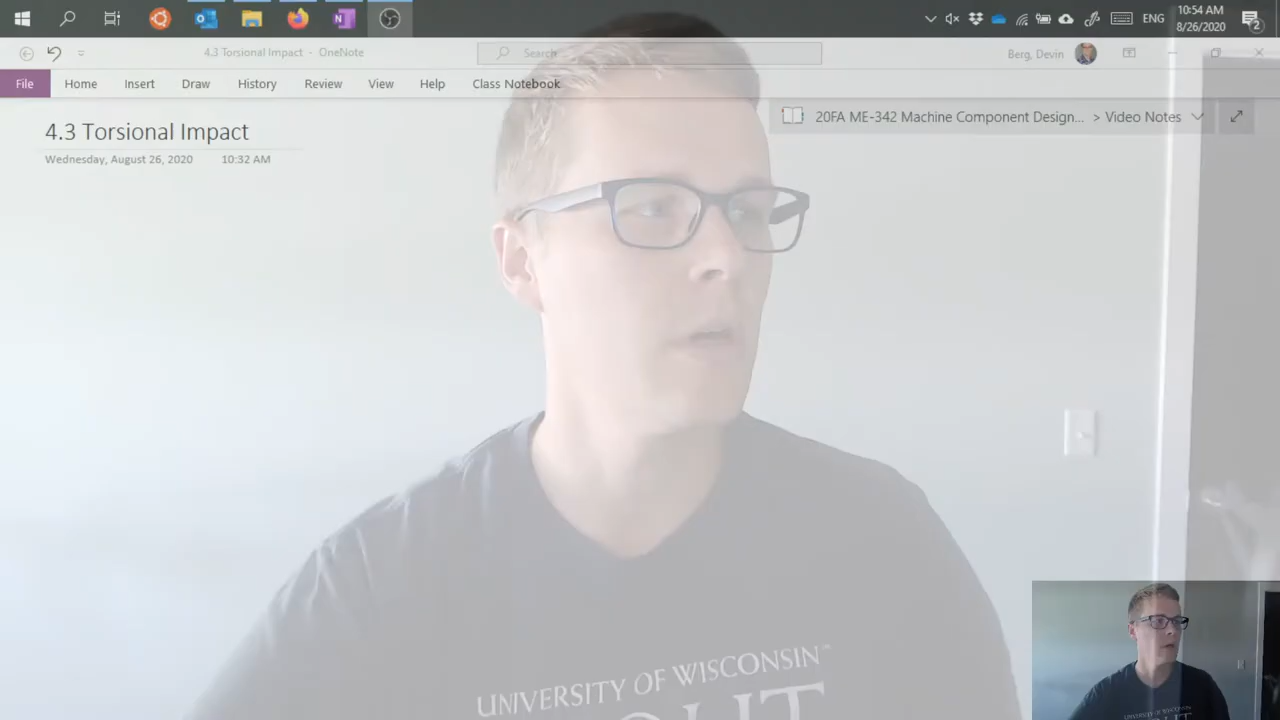 ENG
10:54 AM
8/26/2020
2
4.3 Torsional Impact - OneNote
Search
Berg, Devin
File Home Insert Draw History Review View Help Class Notebook
20FA ME-342 Machine Component Design... > Video Notes
4.3 Torsional Impact
Wednesday, August 26, 2020 10:32 AM
UNIVERSITY OF WISCONSIN™